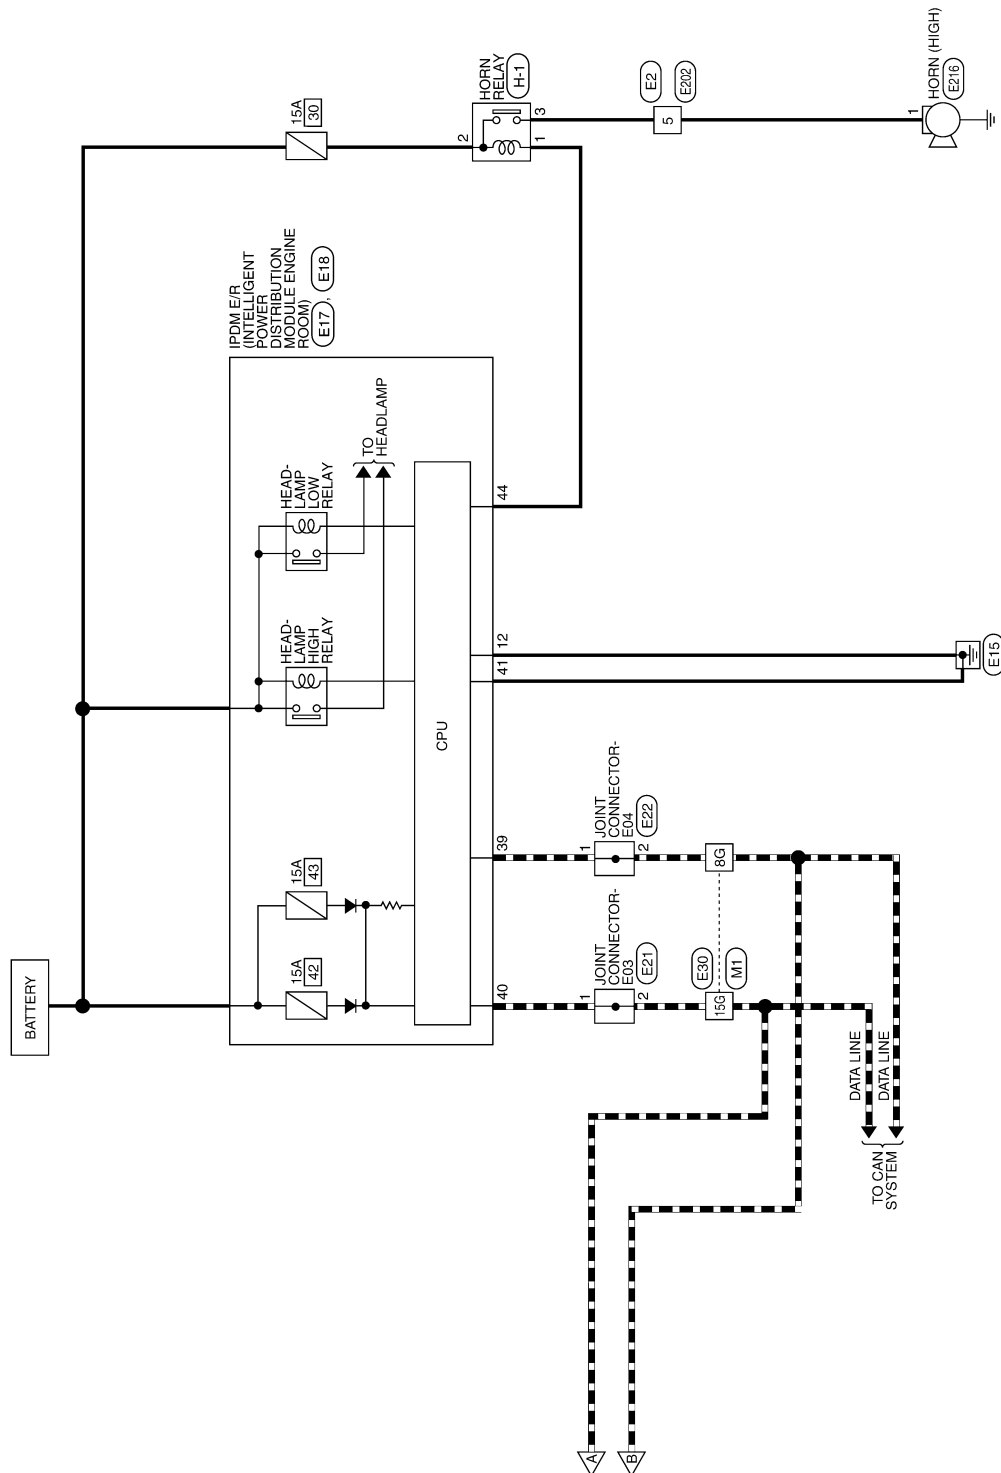 BATTERY
15A
42
15A
43
HEAD-
LAMP
HIGH
RELAY
HEAD-
LAMP
LOW
RELAY
TO
HEADLAMP
IPDM E/R
(INTELLIGENT
POWER
DISTRIBUTION
MODULE ENGINE
ROOM)
E17 , E18
15A
30
HORN
RELAY
H-1
2
1
3
CPU
40
39
41
12
44
JOINT
CONNECTOR-
E03
E21
1
2
JOINT
CONNECTOR-
E04
E22
1
2
5
E2
E202
15G
8G
E30
M1
1
HORN (HIGH)
E216
E15
DATA LINE
DATA LINE
TO CAN
SYSTEM
A
B